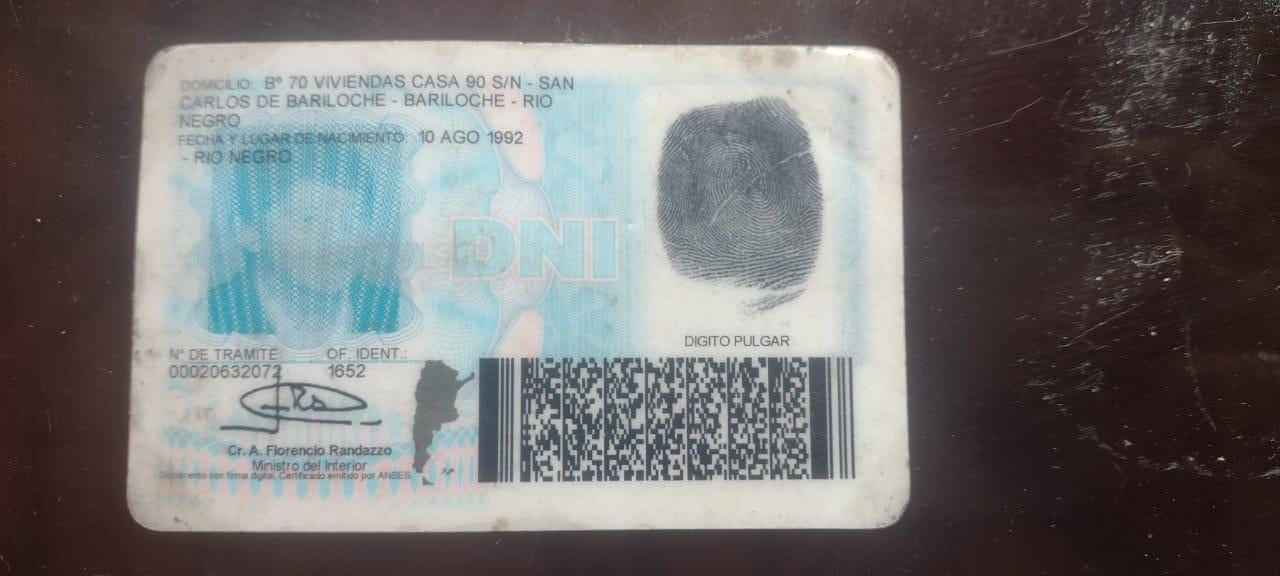 DOMICILIO: Bº 70 VIVIENDAS CASA 90 S/N - SAN
CARLOS DE BARILOCHE - BARILOCHE - RIO
NEGRO
FECHA Y LUGAR DE NACIMIENTO: 10 AGO 1992
- RIO NEGRO
DNI
DIGITO PULGAR
Nº DE TRAMITE: OF. IDENT.:
00020632072 1652
Cr. A. Florencio Randazzo
Ministro del Interior
Documento con firma digital. Certificado emitido por ANSES.